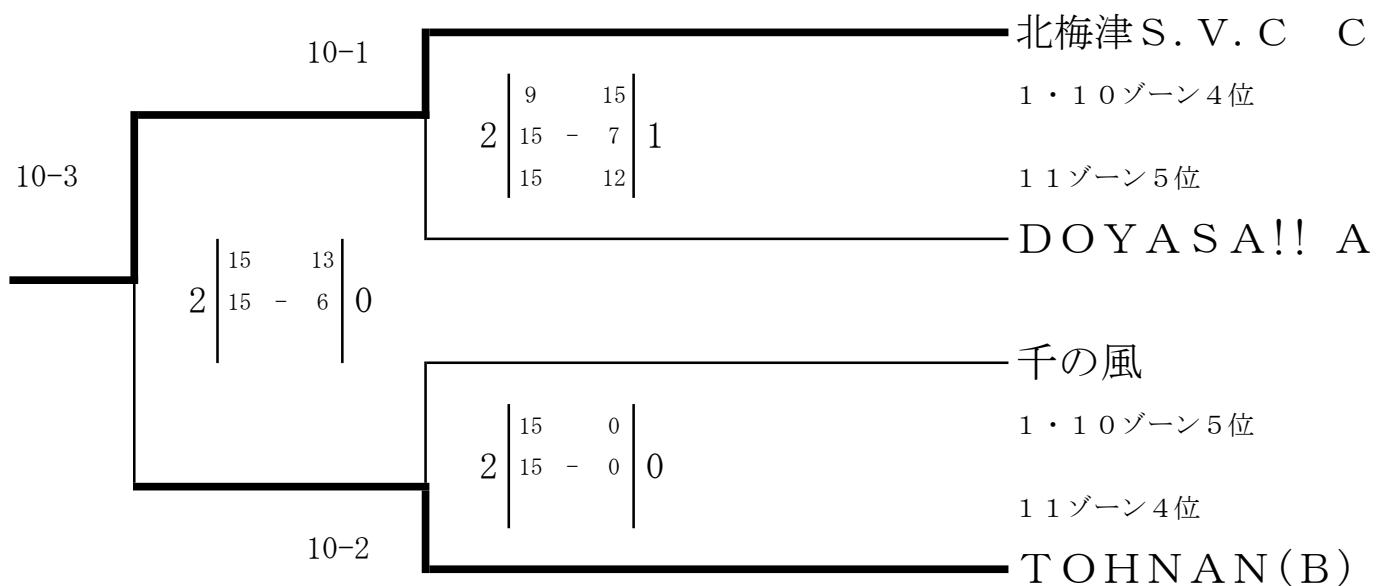 北梅津Ｓ．Ｖ．Ｃ　Ｃ
10-1
9 15
１・１０ゾーン４位
2 15 - 7 1
10-3
15 12
１１ゾーン５位
ＤＯＹＡＳＡ!! Ａ
15 13
2 15 - 6 0
千の風
15 0
１・１０ゾーン５位
2 15 - 0 0
１１ゾーン４位
10-2
ＴＯＨＮＡＮ(Ｂ)